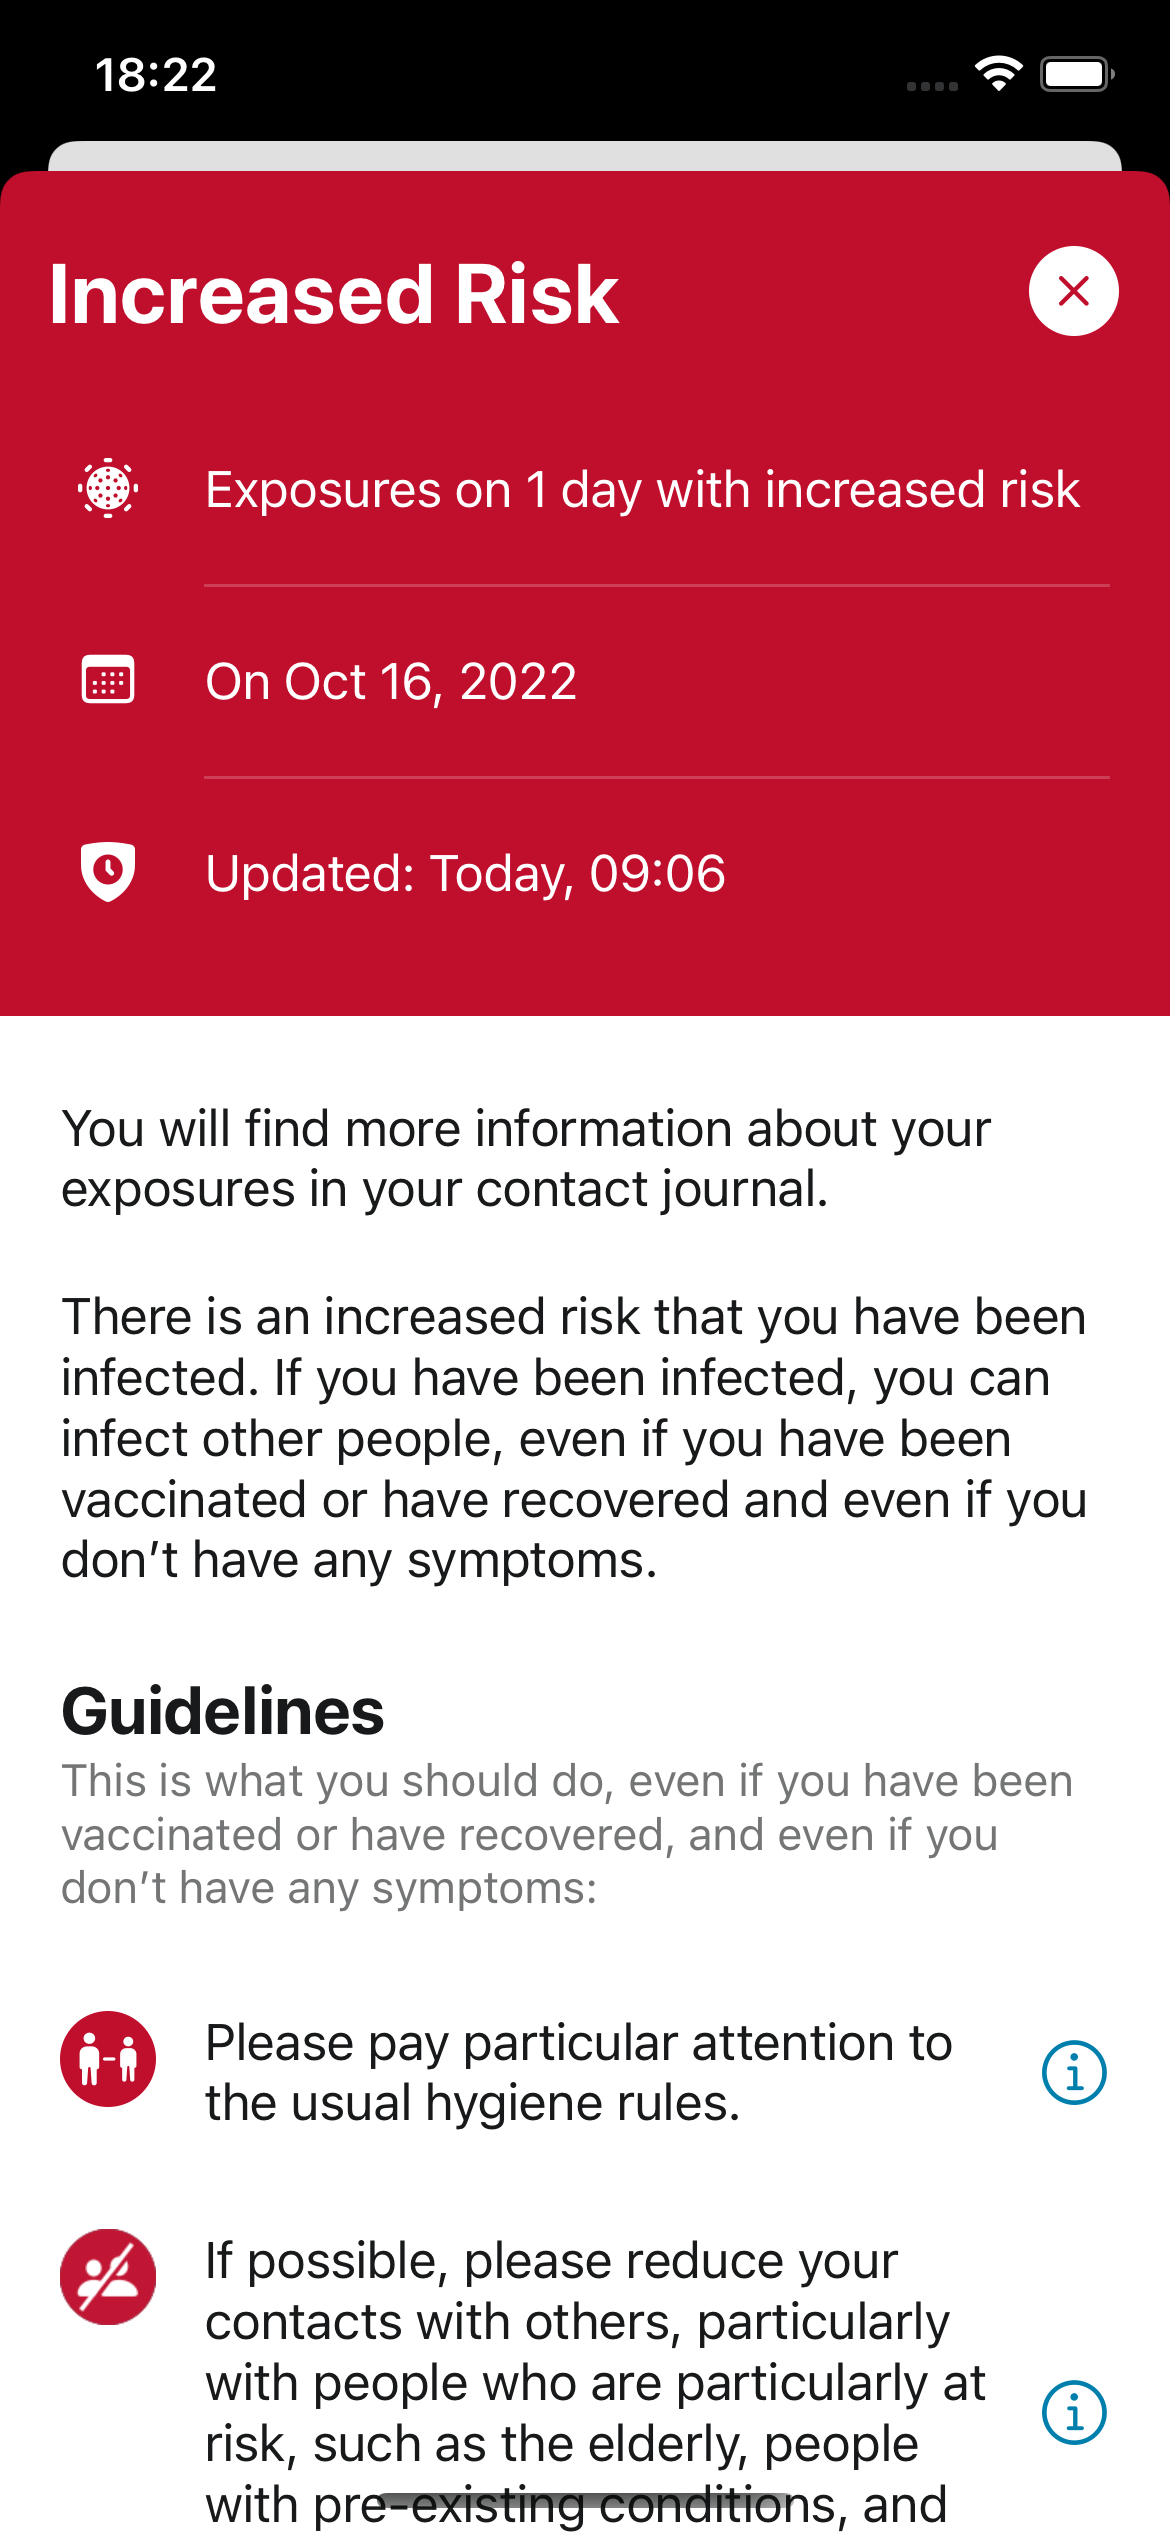 18:22
Increased Risk
Exposures on 1 day with increased risk
On Oct 16, 2022
Updated: Today, 09:06
You will find more information about your
exposures in your contact journal.
There is an increased risk that you have been
infected. If you have been infected, you can
infect other people, even if you have been
vaccinated or have recovered and even if you
don’t have any symptoms.
Guidelines
This is what you should do, even if you have been
vaccinated or have recovered, and even if you
don’t have any symptoms:
Please pay particular attention to
the usual hygiene rules.
If possible, please reduce your
contacts with others, particularly
with people who are particularly at
risk, such as the elderly, people
with pre-existing conditions, and